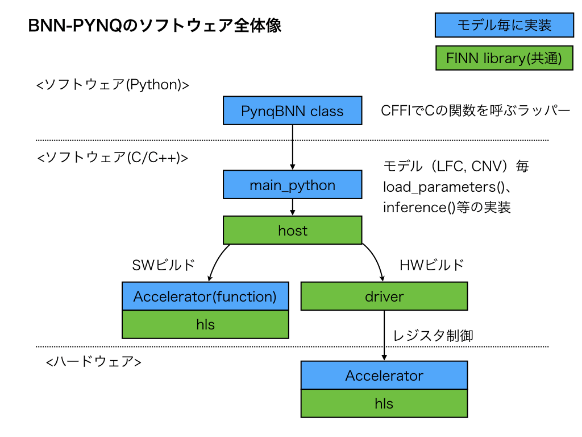 BNN-PYNQのソフトウェア全体像
モデル毎に実装
FINN library(共通)
<ソフトウェア(Python)>
PynqBNN class
CFFIでCの関数を呼ぶラッパー
<ソフトウェア(C/C++)>
モデル（LFC, CNV）毎
load_parameters()、
inference()等の実装
main_python
host
SWビルド
HWビルド
Accelerator(function)
hls
driver
レジスタ制御
<ハードウェア>
Accelerator
hls